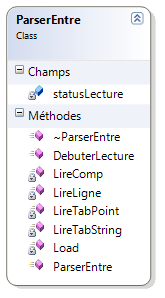 ParserEntre
Class
Champs
statusLecture
Méthodes
~ParserEntre
DebuterLecture
LireComp
LireLigne
LireTabPoint
LireTabString
Load
ParserEntre